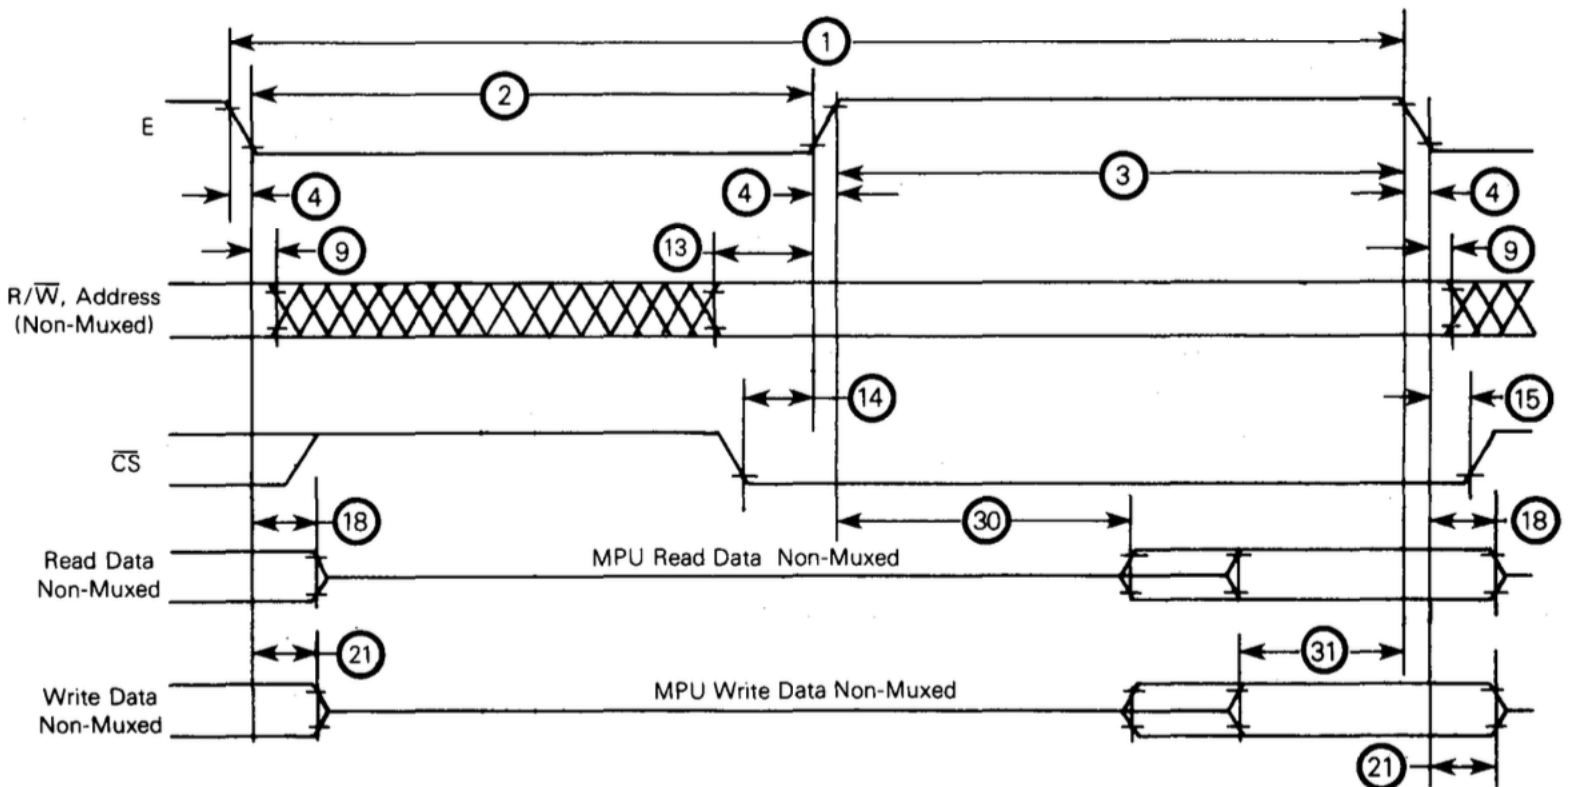 1
2
E
3
4
4
4
9
13
9
R/W̅, Address
(Non-Muxed)
14
15
C̅S̅
18
30
18
Read Data
Non-Muxed
MPU Read Data Non-Muxed
21
31
Write Data
Non-Muxed
MPU Write Data Non-Muxed
21